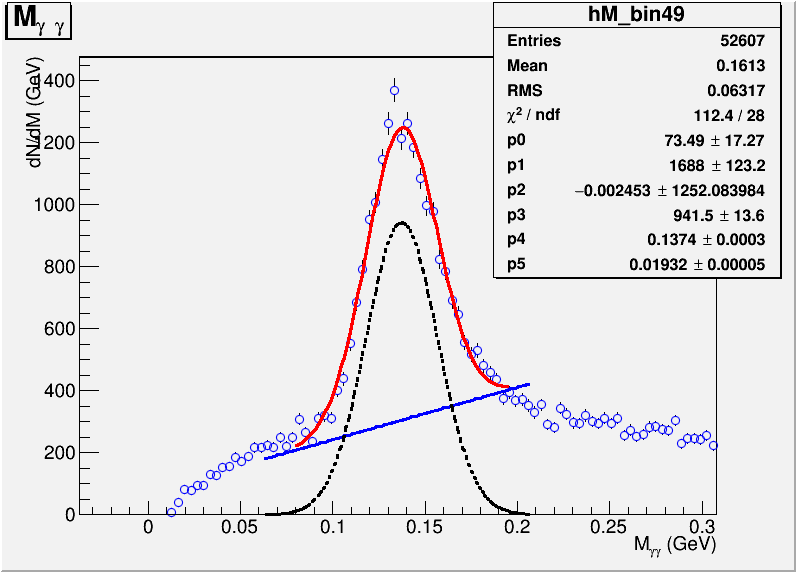 M γ γ
hM_bin49
Entries 52607
Mean 0.1613
RMS 0.06317
χ² / ndf 112.4 / 28
p0 73.49 ± 17.27
p1 1688 ± 123.2
p2 −0.002453 ± 1252.083984
p3 941.5 ± 13.6
p4 0.1374 ± 0.0003
p5 0.01932 ± 0.00005
dN/dM (GeV)
1400
1200
1000
800
600
400
200
0
0 0.05 0.1 0.15 0.2 0.25 0.3
Mγγ (GeV)